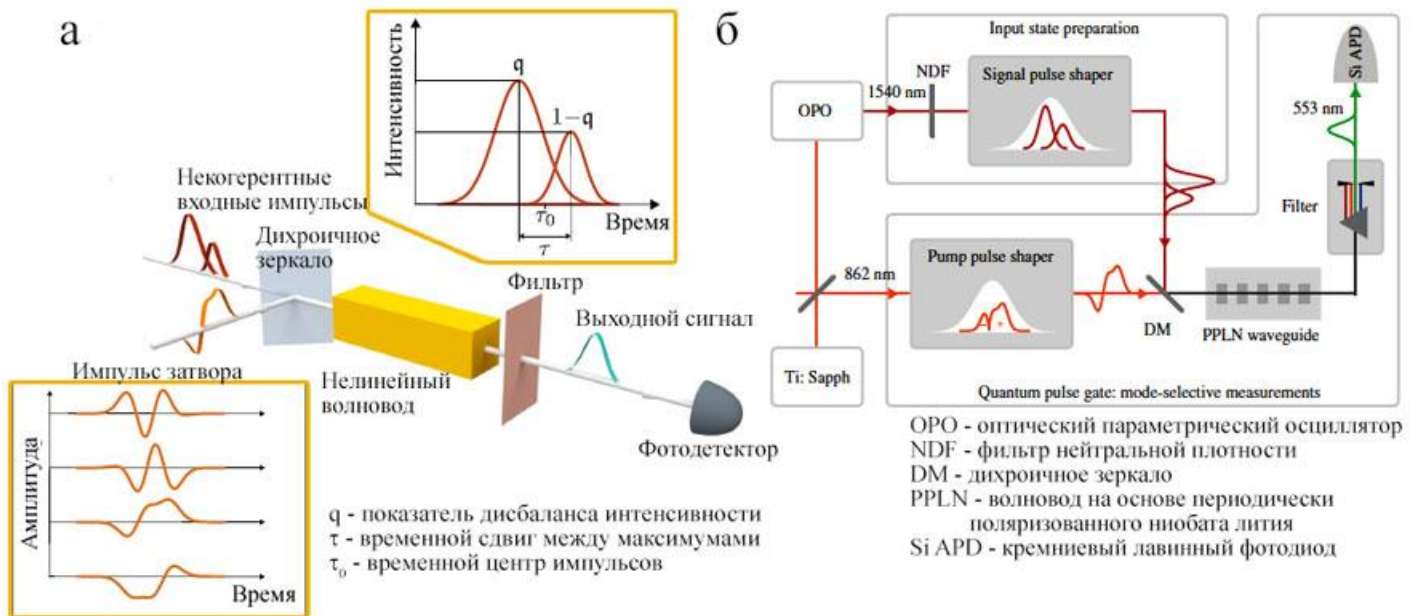 а
Интенсивность
q
1−q
τ₀
τ
Время
Некогерентные
входные импульсы
Дихроичное
зеркало
Фильтр
Выходной сигнал
Импульс затвора
Нелинейный
волновод
Фотодетектор
Амплитуда
Время
q - показатель дисбаланса интенсивности
τ - временной сдвиг между максимумами
τ₀ - временной центр импульсов
б
Input state preparation
Si APD
NDF
Signal pulse shaper
1540 nm
OPO
553 nm
Filter
862 nm
Pump pulse shaper
− +
DM
PPLN waveguide
Ti: Sapph
Quantum pulse gate: mode-selective measurements
OPO - оптический параметрический осциллятор
NDF - фильтр нейтральной плотности
DM - дихроичное зеркало
PPLN - волновод на основе периодически
поляризованного ниобата лития
Si APD - кремниевый лавинный фотодиод